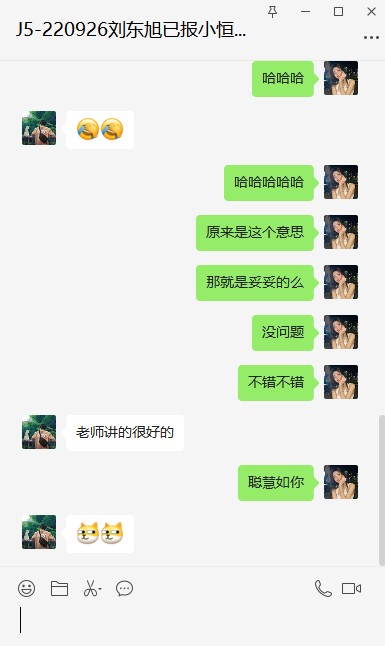 J5-220926刘东旭已报小恒...
哈哈哈
哈哈哈哈哈
原来是这个意思
那就是妥妥的么
没问题
不错不错
老师讲的很好的
聪慧如你